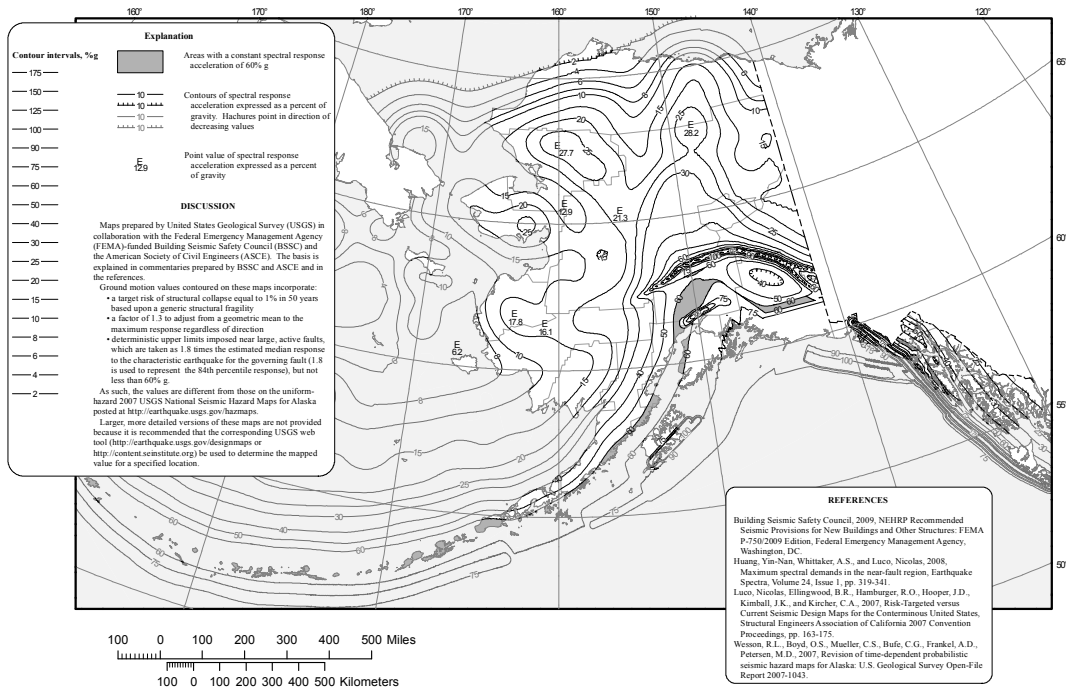 180° 170° 180° 170° 160° 150° 140° 130° 120°
65°
60°
55°
50°
Explanation
Contour intervals, %g
175
150
125
100
90
75
60
50
40
30
25
20
15
10
8
6
4
2
Areas with a constant spectral response
acceleration of 60% g
10
10
10
10
Contours of spectral response
acceleration expressed as a percent of
gravity. Hachures point in direction of
decreasing values
E
12.9
Point value of spectral response
acceleration expressed as a percent
of gravity
DISCUSSION
Maps prepared by United States Geological Survey (USGS) in
collaboration with the Federal Emergency Management Agency
(FEMA)-funded Building Seismic Safety Council (BSSC) and
the American Society of Civil Engineers (ASCE). The basis is
explained in commentaries prepared by BSSC and ASCE and in
the references.
Ground motion values contoured on these maps incorporate:
• a target risk of structural collapse equal to 1% in 50 years
based upon a generic structural fragility
• a factor of 1.3 to adjust from a geometric mean to the
maximum response regardless of direction
• deterministic upper limits imposed near large, active faults,
which are taken as 1.8 times the estimated median response
to the characteristic earthquake for the governing fault (1.8
is used to represent the 84th percentile response), but not
less than 60% g.
As such, the values are different from those on the uniform-
hazard 2007 USGS National Seismic Hazard Maps for Alaska
posted at http://earthquake.usgs.gov/hazmaps.
Larger, more detailed versions of these maps are not provided
because it is recommended that the corresponding USGS web
tool (http://earthquake.usgs.gov/designmaps or
http://content.seinstitute.org) be used to determine the mapped
value for a specified location.
E
28.2
E
27.7
E
12.9
E
21.3
E
17.8
E
16.1
E
6.2
REFERENCES
Building Seismic Safety Council, 2009, NEHRP Recommended
Seismic Provisions for New Buildings and Other Structures: FEMA
P-750/2009 Edition, Federal Emergency Management Agency,
Washington, DC.
Huang, Yin-Nan, Whittaker, A.S., and Luco, Nicolas, 2008,
Maximum spectral demands in the near-fault region, Earthquake
Spectra, Volume 24, Issue 1, pp. 319-341.
Luco, Nicolas, Ellingwood, B.R., Hamburger, R.O., Hooper, J.D.,
Kimball, J.K., and Kircher, C.A., 2007, Risk-Targeted versus
Current Seismic Design Maps for the Conterminous United States,
Structural Engineers Association of California 2007 Convention
Proceedings, pp. 163-175.
Wesson, R.L., Boyd, O.S., Mueller, C.S., Bufe, C.G., Frankel, A.D.,
Petersen, M.D., 2007, Revision of time-dependent probabilistic
seismic hazard maps for Alaska: U.S. Geological Survey Open-File
Report 2007-1043.
100 0 100 200 300 400 500 Miles
100 0 100 200 300 400 500 Kilometers